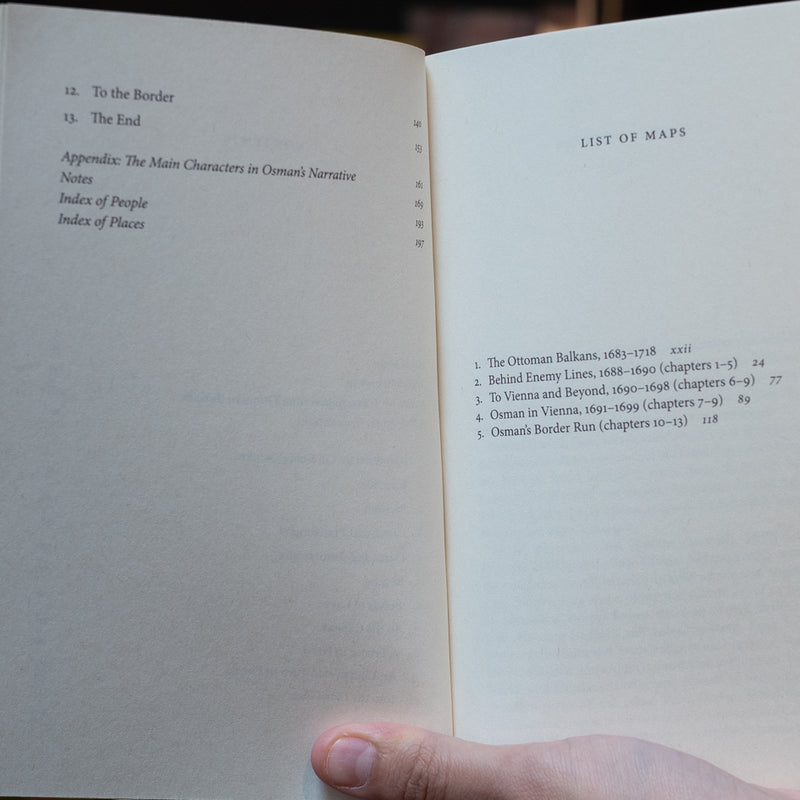 12. To the Border 140
13. The End 153
Appendix: The Main Characters in Osman's Narrative 161
Notes 169
Index of People 193
Index of Places 197
LIST OF MAPS
1. The Ottoman Balkans, 1683–1718 xxii
2. Behind Enemy Lines, 1688–1690 (chapters 1–5) 24
3. To Vienna and Beyond, 1690–1698 (chapters 6–9) 77
4. Osman in Vienna, 1691–1699 (chapters 7–9) 89
5. Osman's Border Run (chapters 10–13) 118